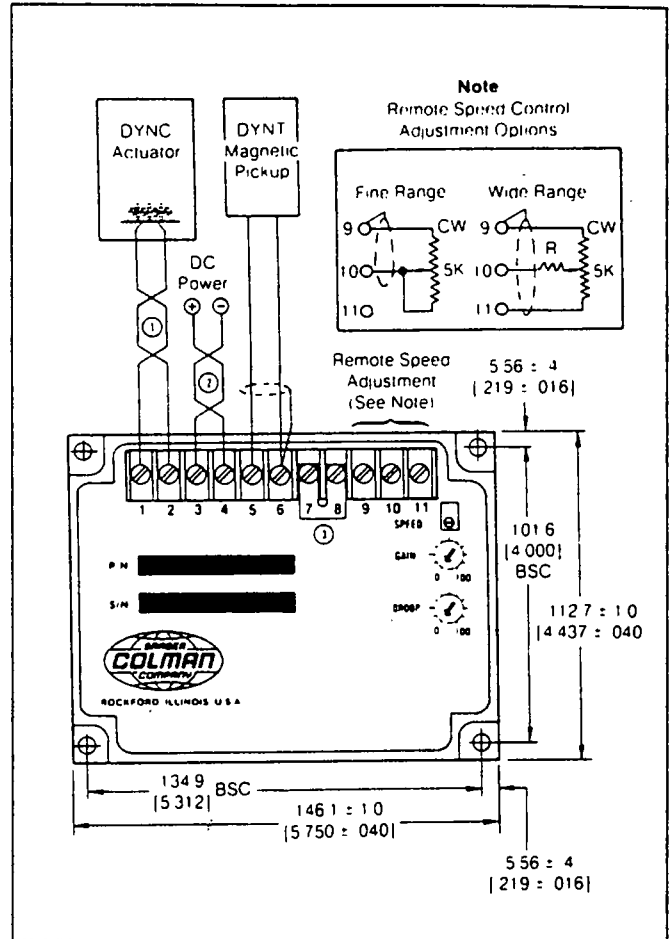 Note
Remote Speed Control
Adjustment Options
DYNC
Actuator
DYNT
Magnetic
Pickup
Fine Range
Wide Range
9
CW
10
5K
11
9
CW
R
10
5K
11
DC
Power
+ −
1
2
Remote Speed
Adjustment
(See Note)
5 56 ± 4
[ 219 ± 016]
1 2 3 4 5 6 7 8 9 10 11
3
SPEED
GAIN
0 100
DROOP
0 100
P/N
S/N
BARBER
COLMAN
COMPANY
ROCKFORD ILLINOIS U S A
101 6
[4 000]
BSC
112 7 ± 1 0
[4 437 ± 040
134 9
[5 312]
BSC
146 1 ± 1 0
[5 750 ± 040]
5 56 ± 4
[ 219 ± 016]